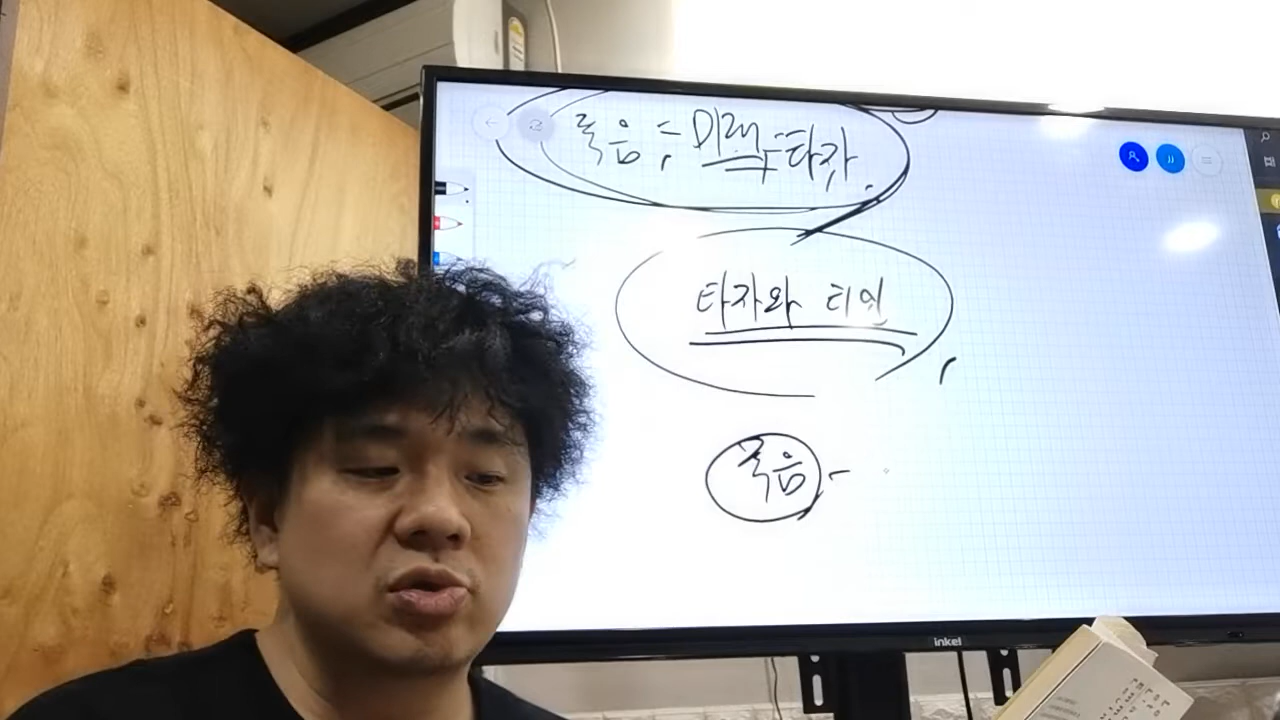 죽음 = 미래 = 타자.
타자와 타인
죽음 -
inkel